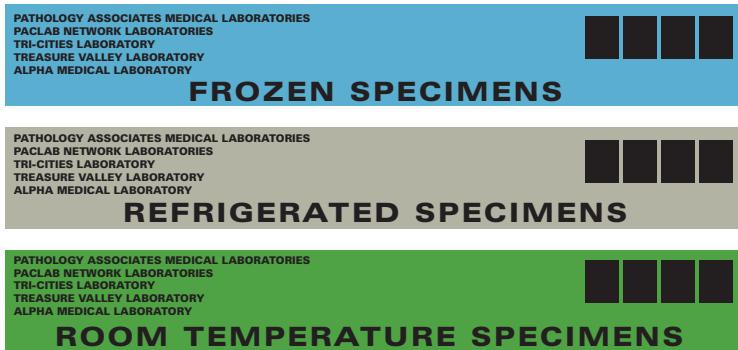 PATHOLOGY ASSOCIATES MEDICAL LABORATORIES
PACLAB NETWORK LABORATORIES
TRI-CITIES LABORATORY
TREASURE VALLEY LABORATORY
ALPHA MEDICAL LABORATORY
FROZEN SPECIMENS
PATHOLOGY ASSOCIATES MEDICAL LABORATORIES
PACLAB NETWORK LABORATORIES
TRI-CITIES LABORATORY
TREASURE VALLEY LABORATORY
ALPHA MEDICAL LABORATORY
REFRIGERATED SPECIMENS
PATHOLOGY ASSOCIATES MEDICAL LABORATORIES
PACLAB NETWORK LABORATORIES
TRI-CITIES LABORATORY
TREASURE VALLEY LABORATORY
ALPHA MEDICAL LABORATORY
ROOM TEMPERATURE SPECIMENS